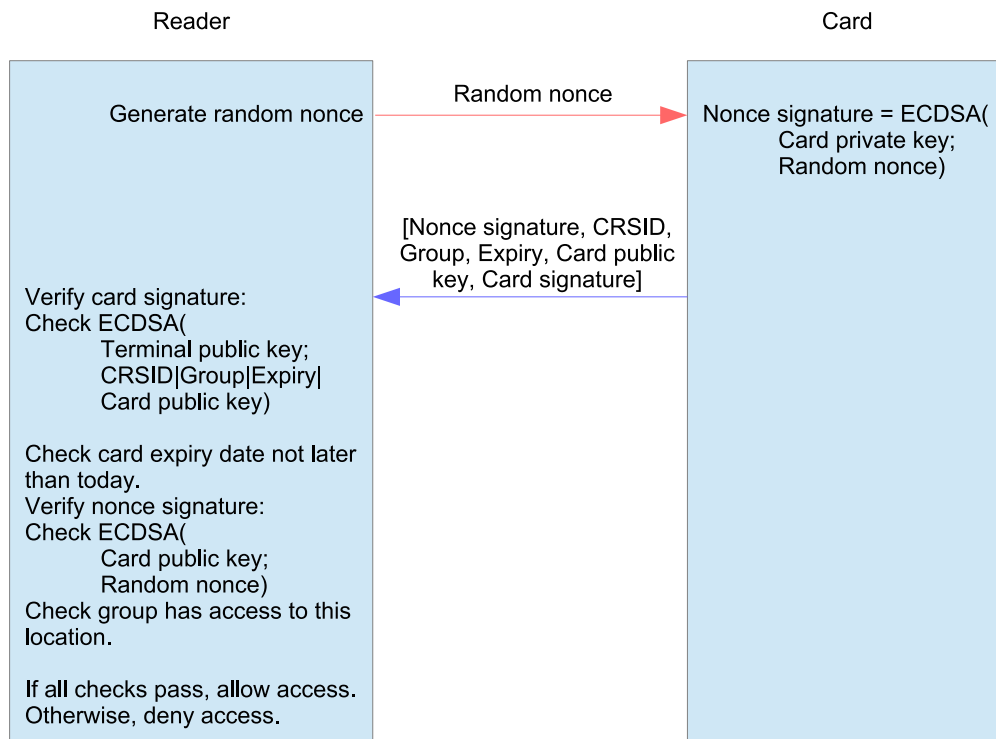 Reader
Card
Generate random nonce
Random nonce
Nonce signature = ECDSA(
Card private key;
Random nonce)
[Nonce signature, CRSID,
Group, Expiry, Card public
key, Card signature]
Verify card signature:
Check ECDSA(
Terminal public key;
CRSID|Group|Expiry|
Card public key)
Check card expiry date not later
than today.
Verify nonce signature:
Check ECDSA(
Card public key;
Random nonce)
Check group has access to this
location.
If all checks pass, allow access.
Otherwise, deny access.